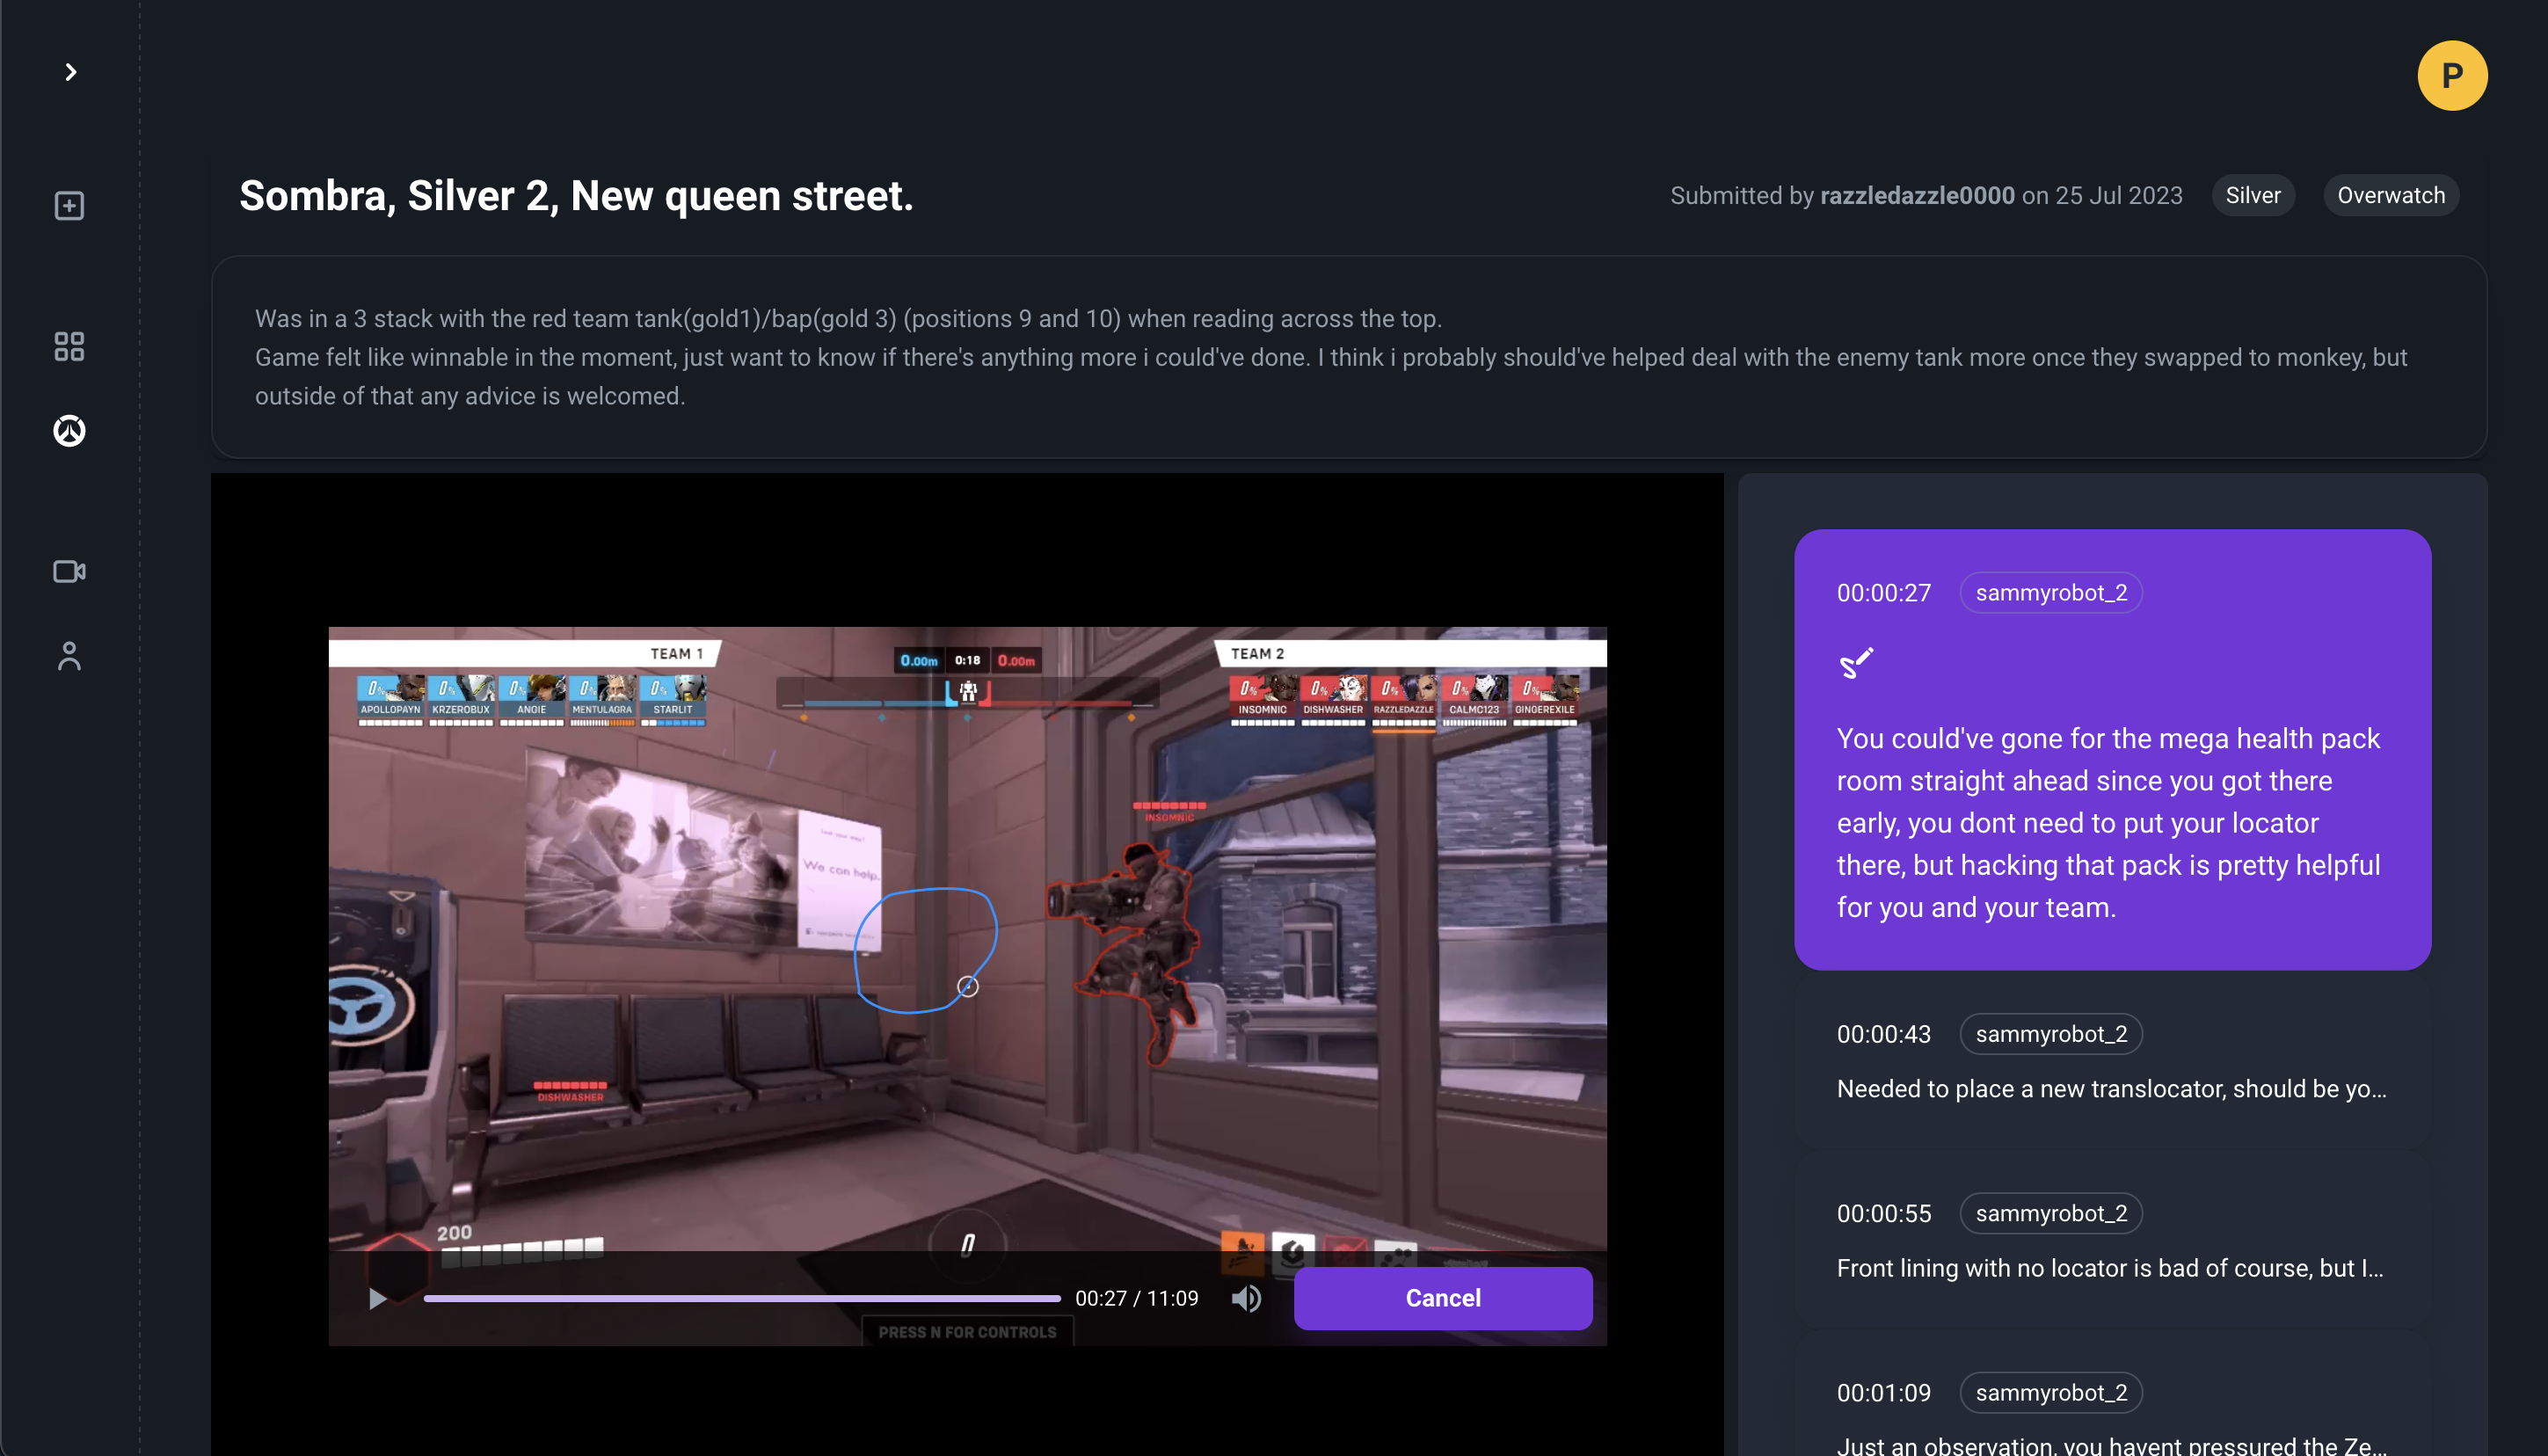 P
Sombra, Silver 2, New queen street.
Submitted by razzledazzle0000 on 25 Jul 2023
Silver
Overwatch
Was in a 3 stack with the red team tank(gold1)/bap(gold 3) (positions 9 and 10) when reading across the top.
Game felt like winnable in the moment, just want to know if there's anything more i could've done. I think i probably should've helped deal with the enemy tank more once they swapped to monkey, but
outside of that any advice is welcomed.
TEAM 1
0.00m 0:18 0.00m
TEAM 2
0% 0% 0% 0% 0%
APOLLOPAYN KRZEROBUX ANGIE MENTULAGRA STARLIT
0% 0% 0% 0% 0%
INSOMNIC DISHWASHER RAZZLEDAZZLE CALMC123 GINGEREXILE
INSOMNIC
We can help.
DISHWASHER
200
0
00:27 / 11:09
Cancel
PRESS N FOR CONTROLS
00:00:27 sammyrobot_2
You could've gone for the mega health pack
room straight ahead since you got there
early, you dont need to put your locator
there, but hacking that pack is pretty helpful
for you and your team.
00:00:43 sammyrobot_2
Needed to place a new translocator, should be yo...
00:00:55 sammyrobot_2
Front lining with no locator is bad of course, but I...
00:01:09 sammyrobot_2
Just an observation, you havent pressured the Ze...